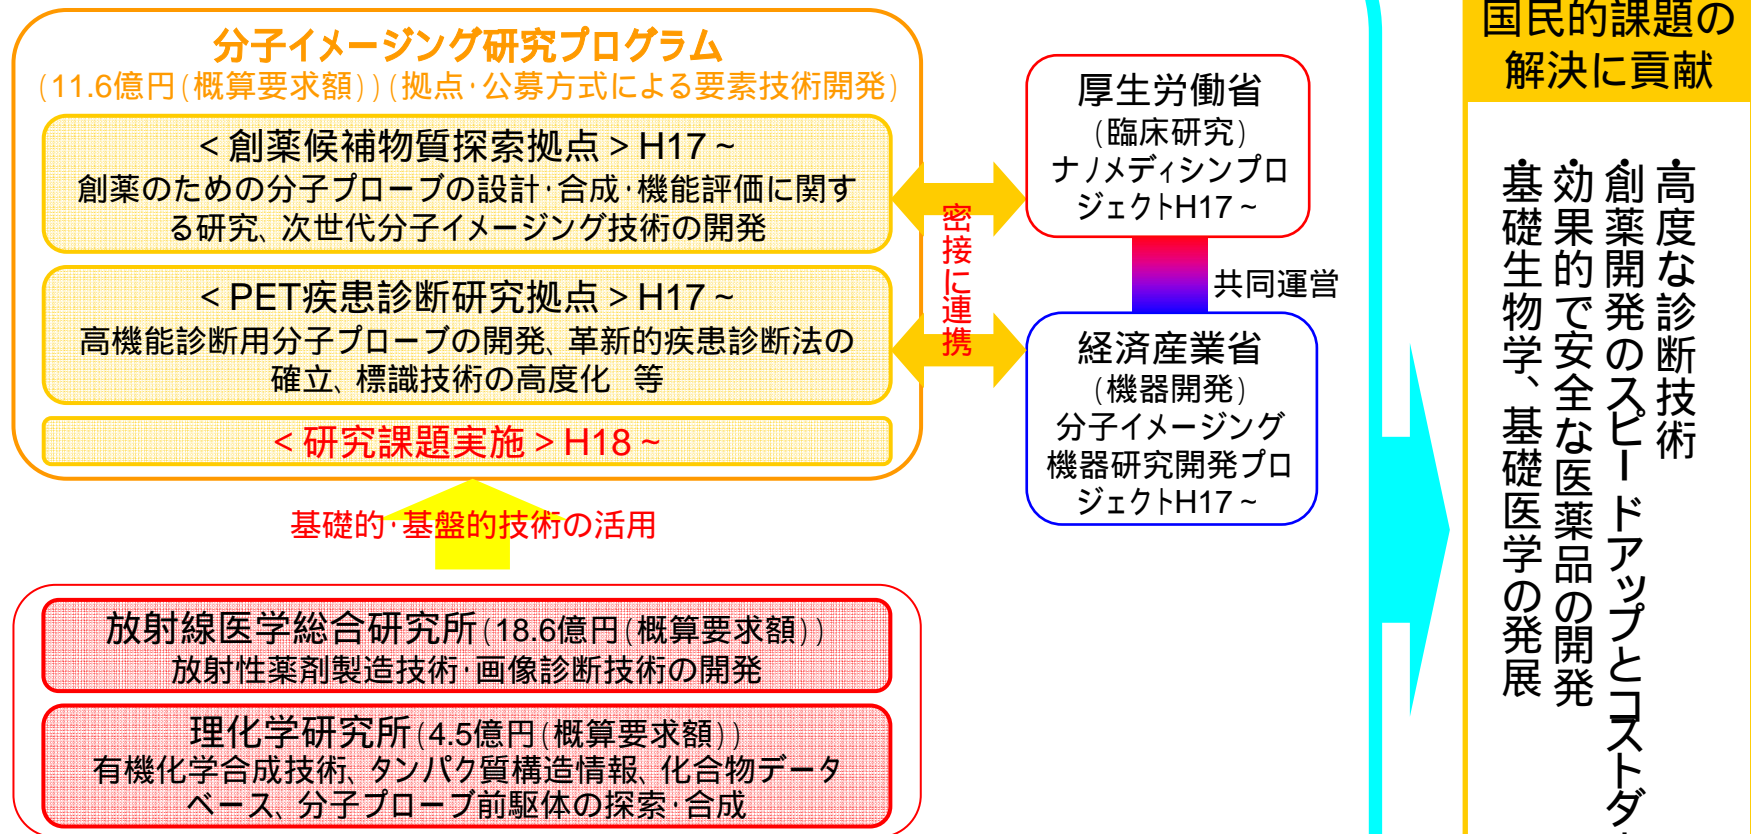 分子イメージング研究プログラム
(11.6億円(概算要求額))(拠点・公募方式による要素技術開発)
<創薬候補物質探索拠点>H17~
創薬のための分子プローブの設計・合成・機能評価に関す
る研究、次世代分子イメージング技術の開発
<PET疾患診断研究拠点>H17~
高機能診断用分子プローブの開発、革新的疾患診断法の
確立、標識技術の高度化 等
<研究課題実施>H18~
基礎的・基盤的技術の活用
放射線医学総合研究所(18.6億円(概算要求額))
放射性薬剤製造技術・画像診断技術の開発
理化学研究所(4.5億円(概算要求額))
有機化学合成技術、タンパク質構造情報、化合物データ
ベース、分子プローブ前駆体の探索・合成
密接に連携
厚生労働省
(臨床研究)
ナノメディシンプロ
ジェクトH17~
共同運営
経済産業省
(機器開発)
分子イメージング
機器研究開発プロ
ジェクトH17~
国民的課題の
解決に貢献
・高度な診断技術
・創薬開発のスピードアップとコストダ
・効果的で安全な医薬品の開発
・基礎生物学、基礎医学の発展